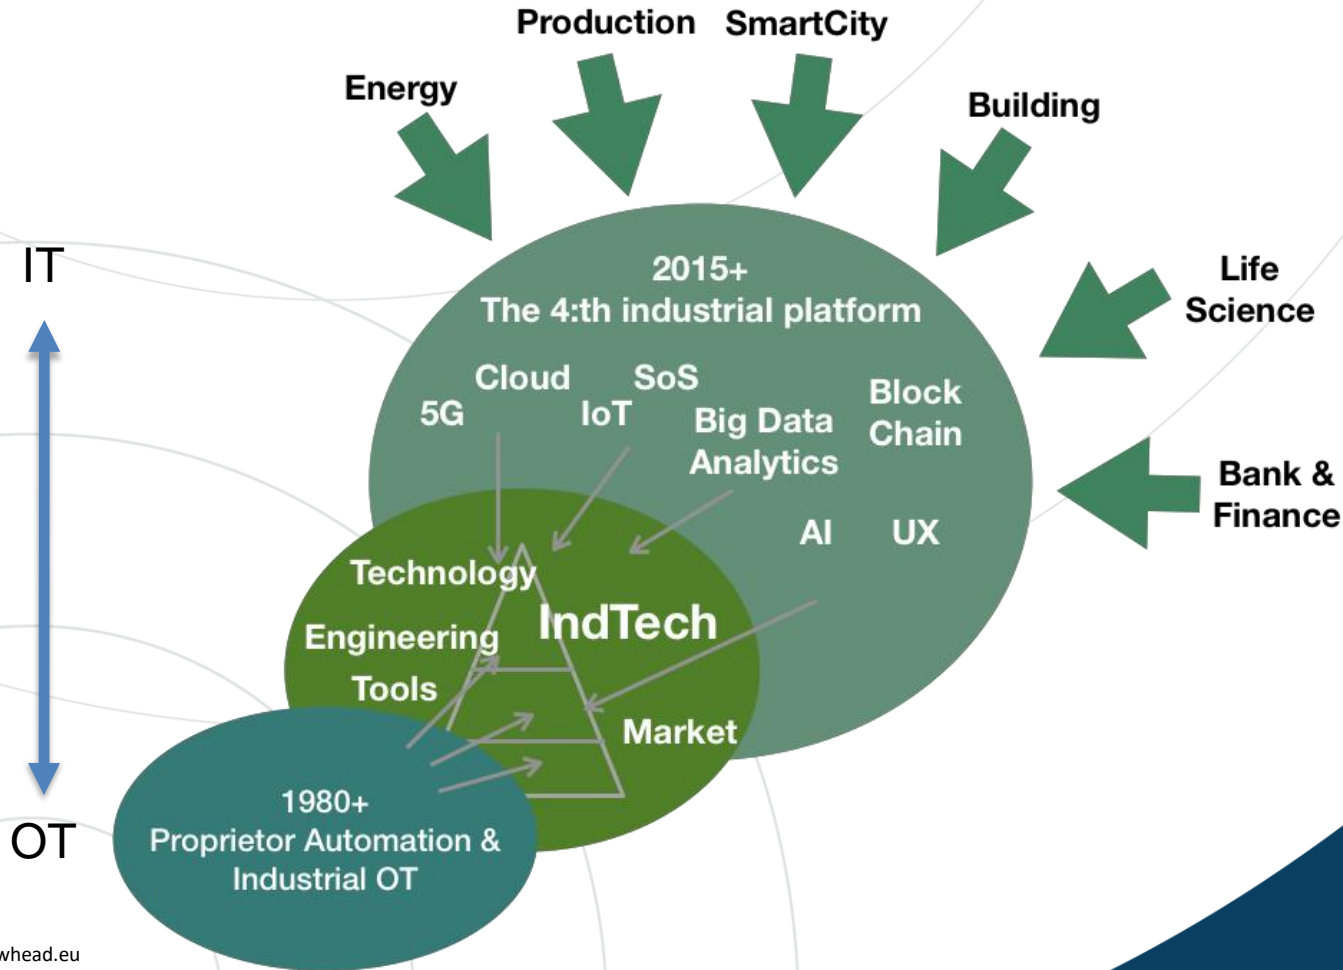 Production SmartCity
Energy
Building
IT
Life
Science
2015+
The 4:th industrial platform
Cloud SoS
5G IoT
Block
Chain
Big Data
Analytics
Bank &
Finance
AI UX
Technology
IndTech
Engineering
Tools
Market
1980+
Proprietor Automation &
Industrial OT
OT
whead.eu